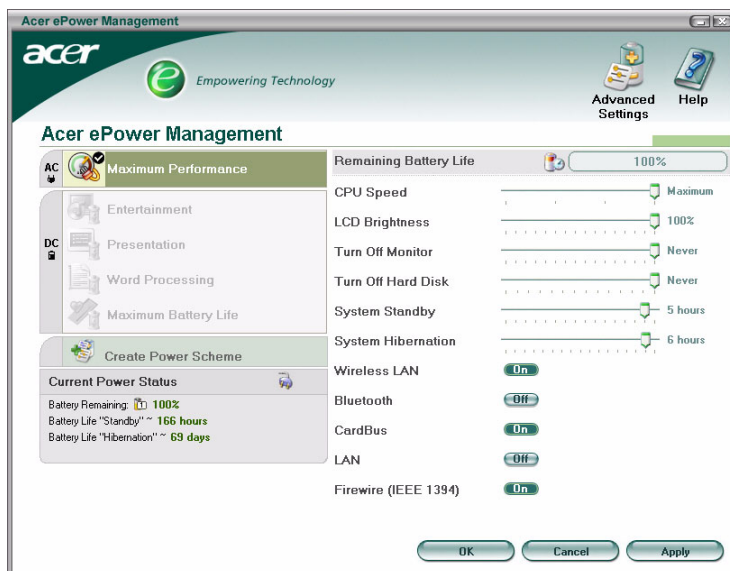 Acer ePower Management
acer
e
Empowering Technology
Advanced
Settings
Help
Acer ePower Management
AC
Maximum Performance
DC
Entertainment
Presentation
Word Processing
Maximum Battery Life
Create Power Scheme
Current Power Status
Battery Remaining: 100%
Battery Life "Standby" ~ 166 hours
Battery Life "Hibernation" ~ 69 days
Remaining Battery Life 100%
CPU Speed Maximum
LCD Brightness 100%
Turn Off Monitor Never
Turn Off Hard Disk Never
System Standby 5 hours
System Hibernation 6 hours
Wireless LAN On
Bluetooth Off
CardBus On
LAN Off
Firewire (IEEE 1394) On
OK Cancel Apply